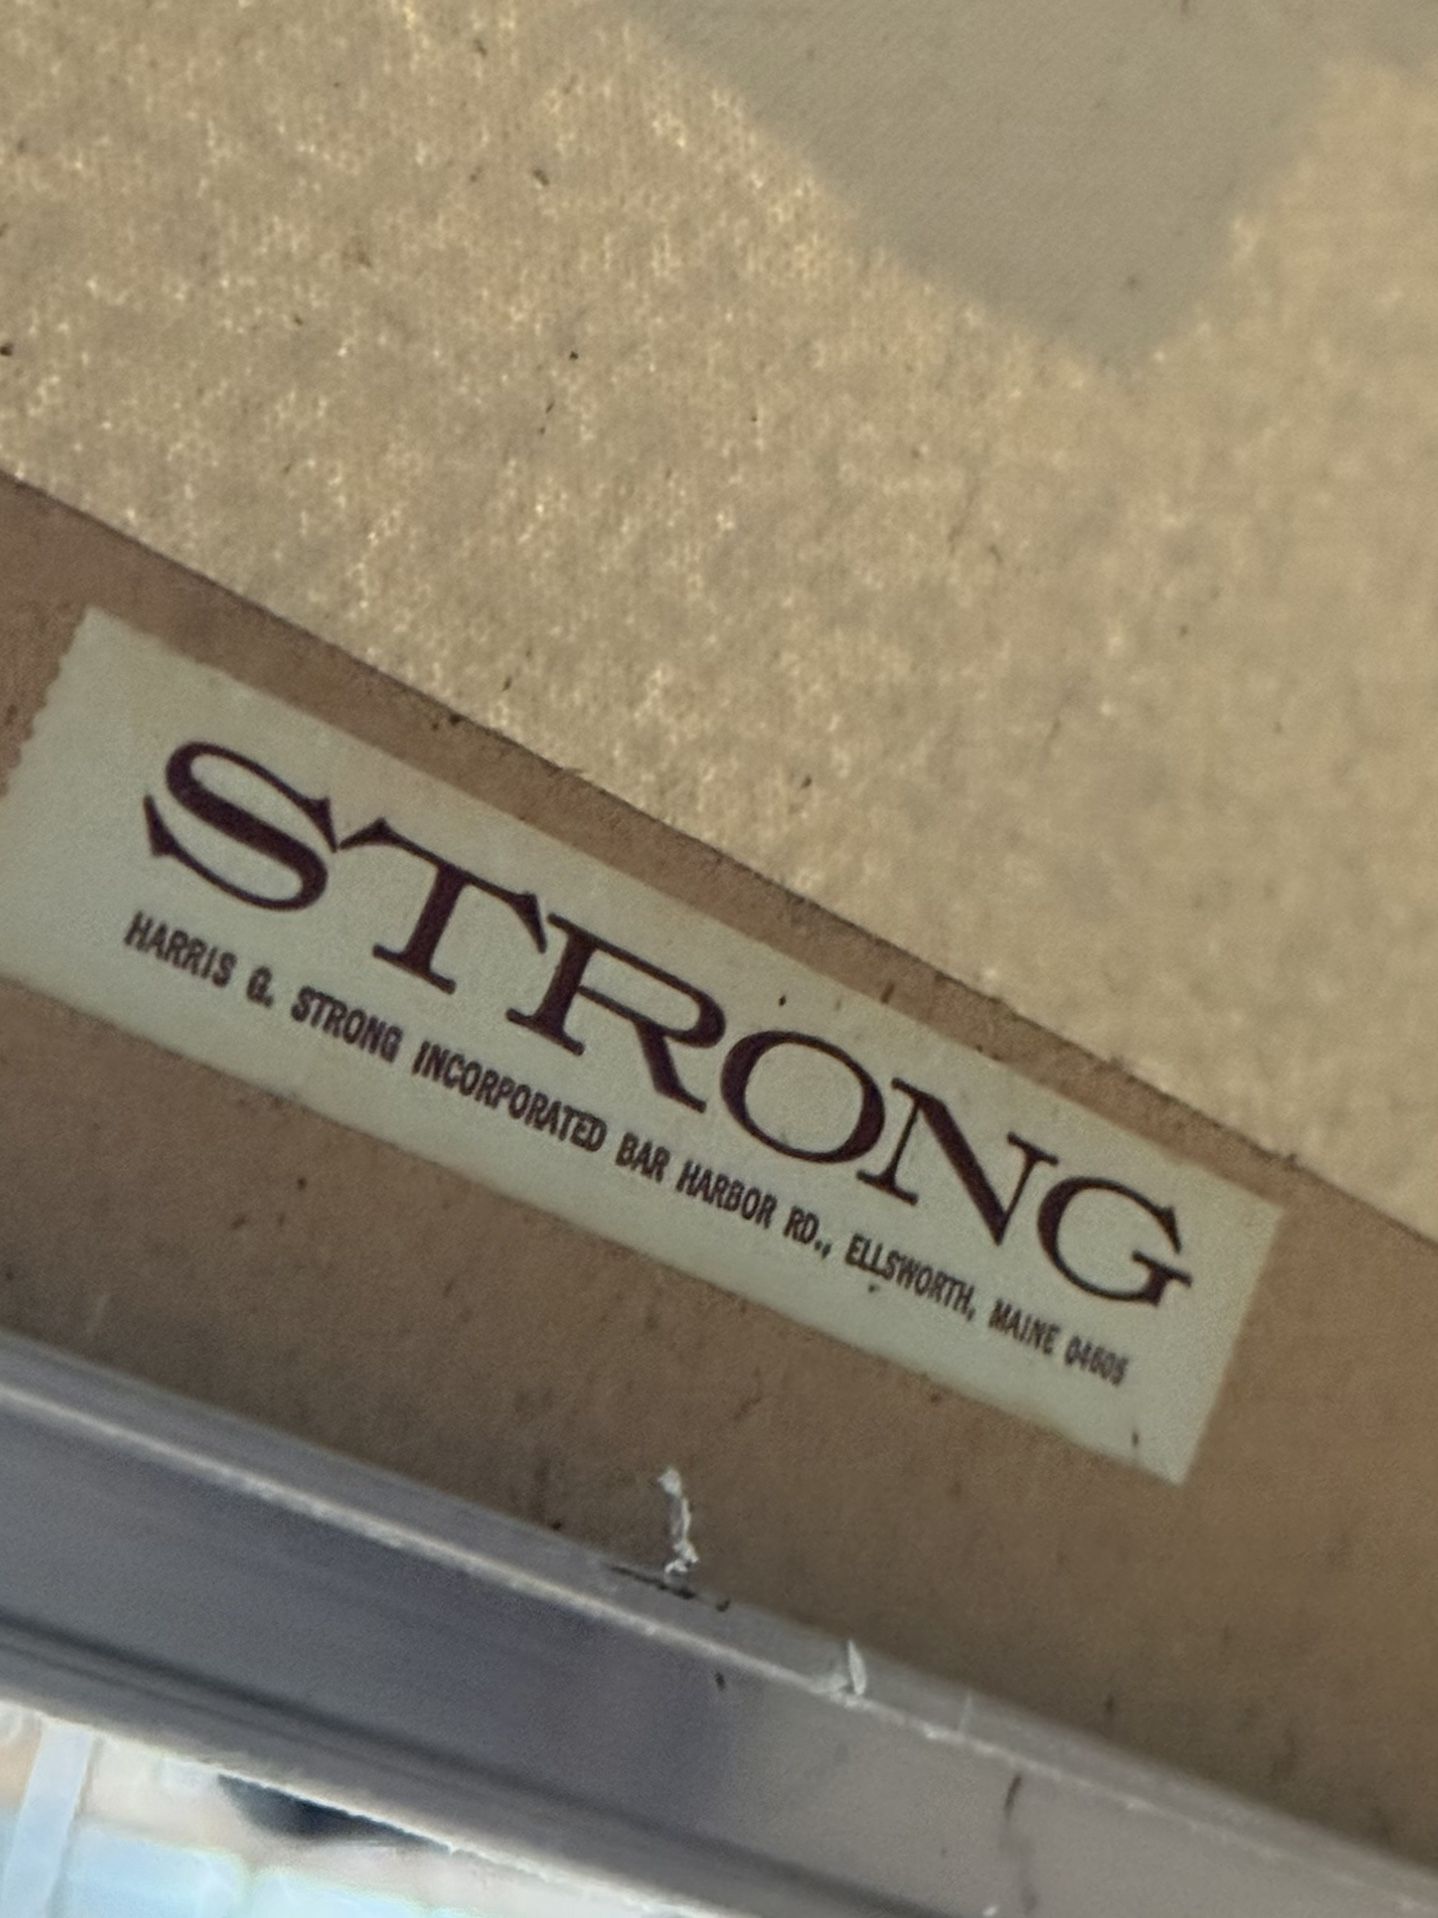 STRONG
HARRIS G. STRONG INCORPORATED BAR HARBOR RD., ELLSWORTH, MAINE 04605